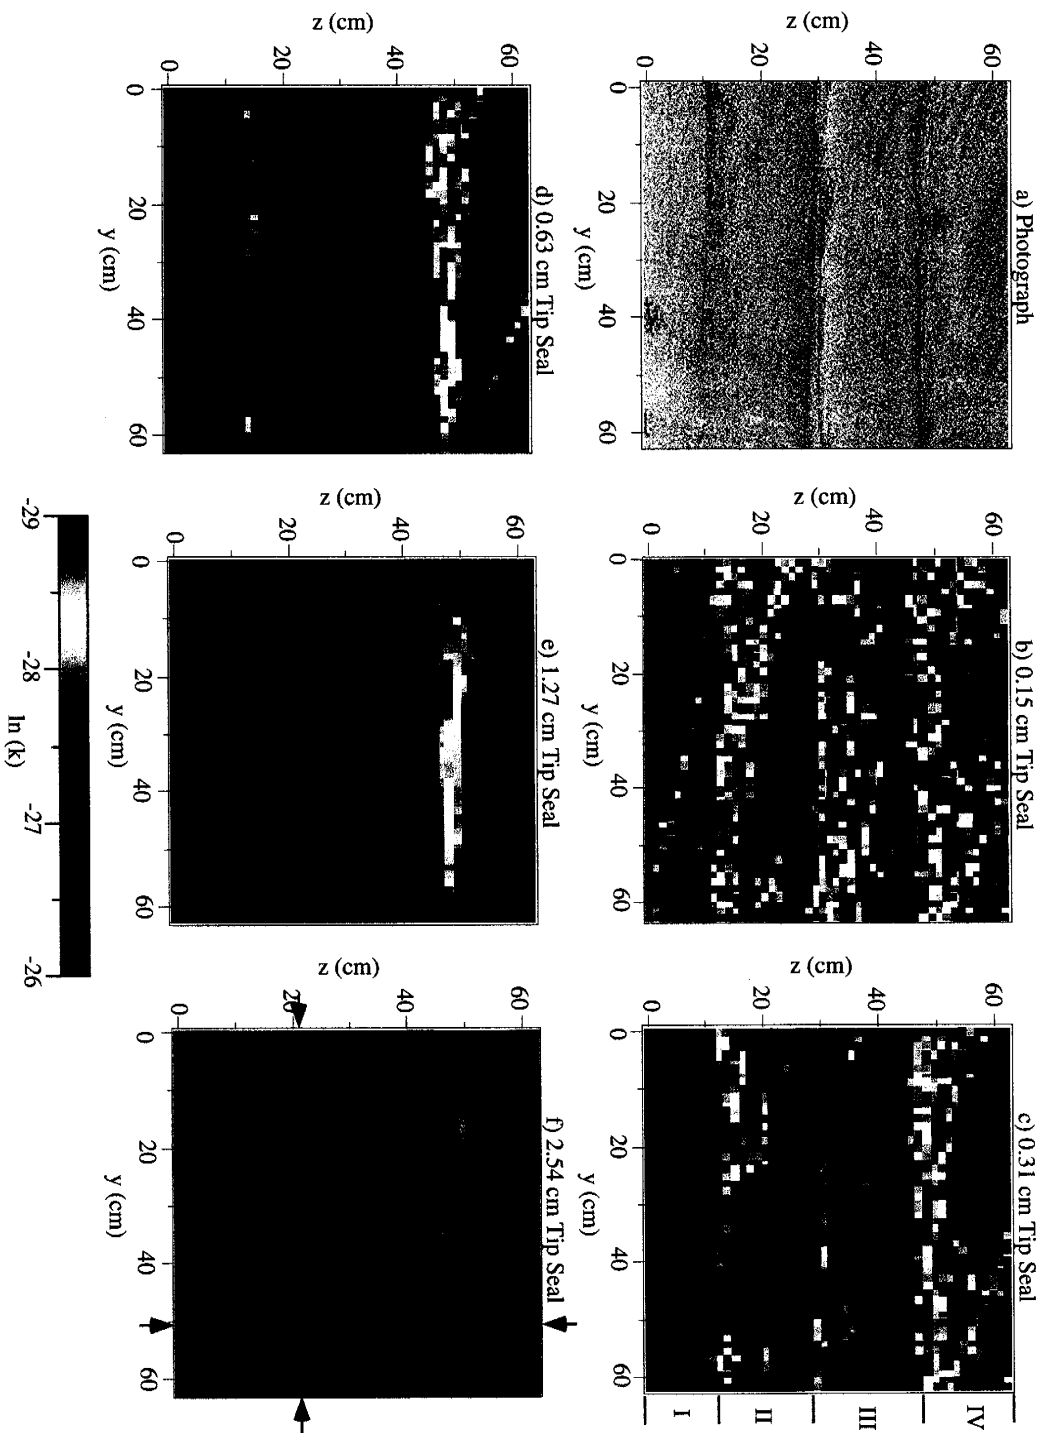 a) Photograph
z (cm)
0
20
40
60
0
20
40
60
y (cm)
b) 0.15 cm Tip Seal
z (cm)
0
20
40
60
0
20
40
60
y (cm)
c) 0.31 cm Tip Seal
z (cm)
0
20
40
60
0
20
40
60
y (cm)
I
II
III
IV
d) 0.63 cm Tip Seal
z (cm)
0
20
40
60
0
20
40
60
y (cm)
e) 1.27 cm Tip Seal
z (cm)
0
20
40
60
0
20
40
60
y (cm)
f) 2.54 cm Tip Seal
z (cm)
0
20
40
60
0
20
40
60
y (cm)
-29
-28
-27
-26
ln (k)